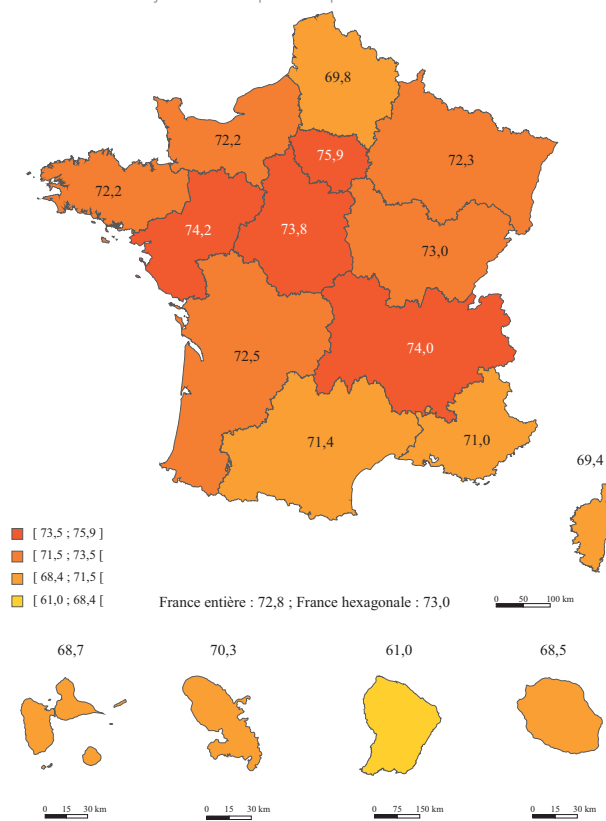 69,8
72,2
75,9
72,3
72,2
74,2
73,8
73,0
72,5
74,0
71,4
71,0
69,4
[ 73,5 ; 75,9 ]
[ 71,5 ; 73,5 [
[ 68,4 ; 71,5 [
[ 61,0 ; 68,4 [
France entière : 72,8 ; France hexagonale : 73,0
0 50 100 km
68,7
70,3
61,0
68,5
0 15 30 km
0 15 30 km
0 75 150 km
0 15 30 km